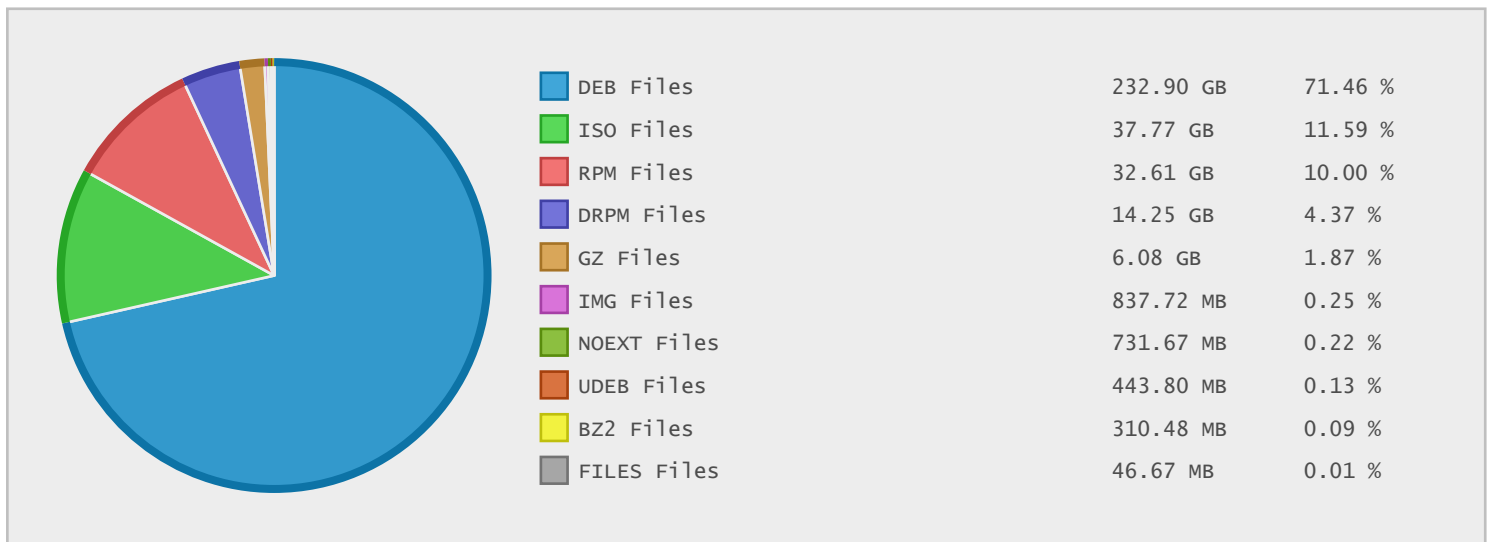 DEB Files 232.90 GB 71.46 %
ISO Files 37.77 GB 11.59 %
RPM Files 32.61 GB 10.00 %
DRPM Files 14.25 GB 4.37 %
GZ Files 6.08 GB 1.87 %
IMG Files 837.72 MB 0.25 %
NOEXT Files 731.67 MB 0.22 %
UDEB Files 443.80 MB 0.13 %
BZ2 Files 310.48 MB 0.09 %
FILES Files 46.67 MB 0.01 %